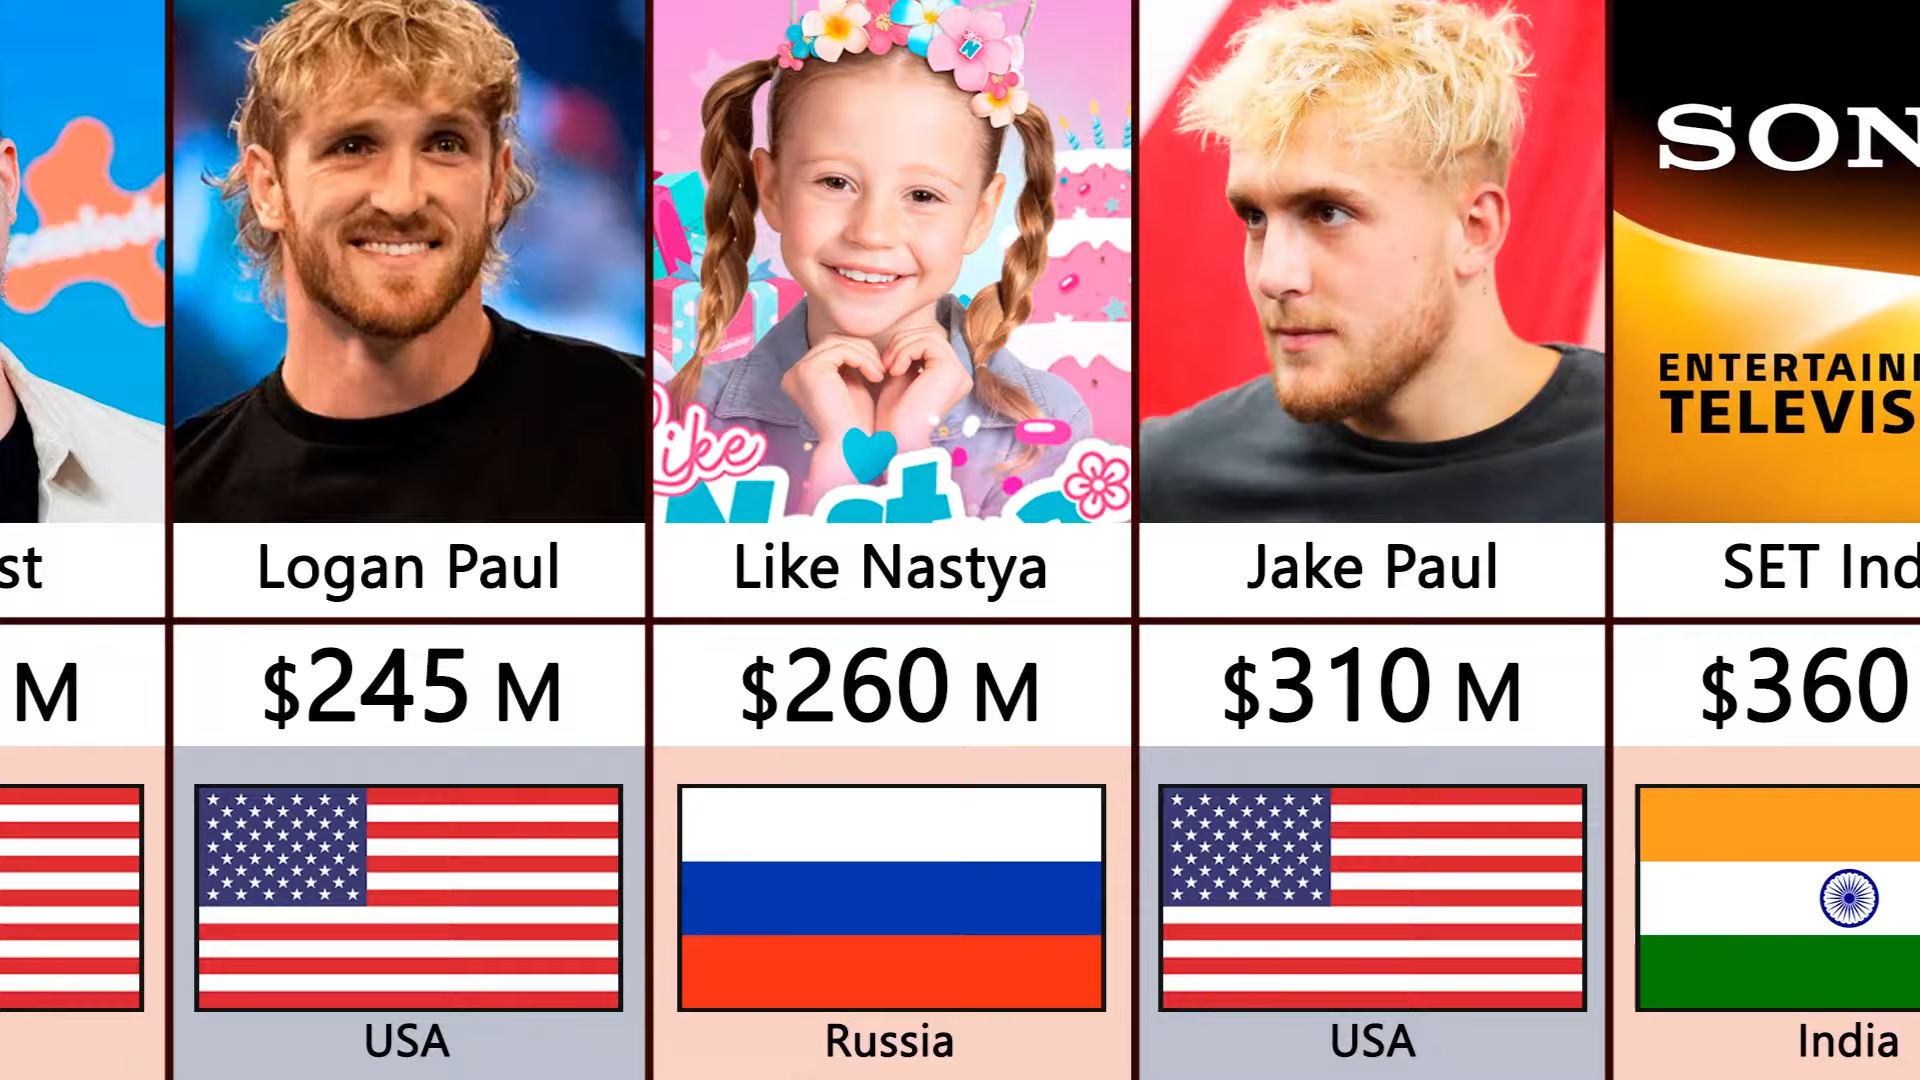 SON
ENTERTAIN
TELEVIS
Like
st
Logan Paul
Like Nastya
Jake Paul
SET Ind
M
$245 M
$260 M
$310 M
$360
USA
Russia
USA
India